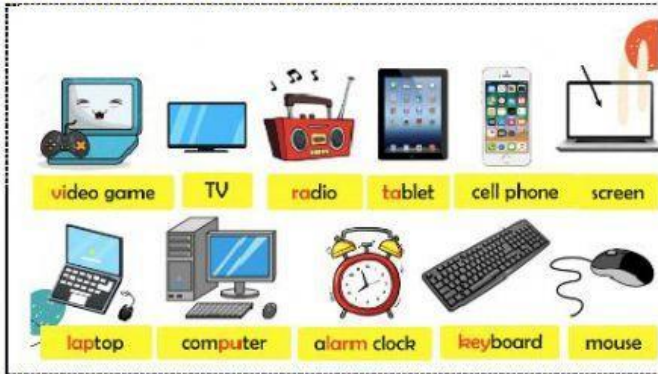 video game TV radio tablet cell phone screen
laptop computer alarm clock keyboard mouse